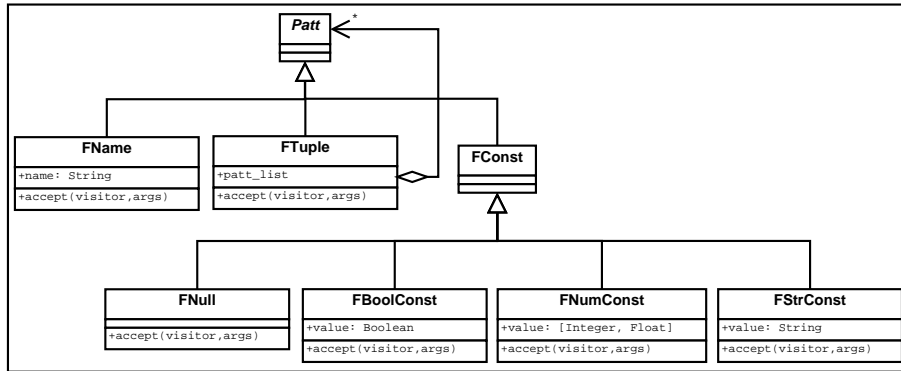 Patt
*
FName
+name: String
+accept(visitor,args)
FTuple
+patt_list
+accept(visitor,args)
FConst
FNull
+accept(visitor,args)
FBoolConst
+value: Boolean
+accept(visitor,args)
FNumConst
+value: [Integer, Float]
+accept(visitor,args)
FStrConst
+value: String
+accept(visitor,args)